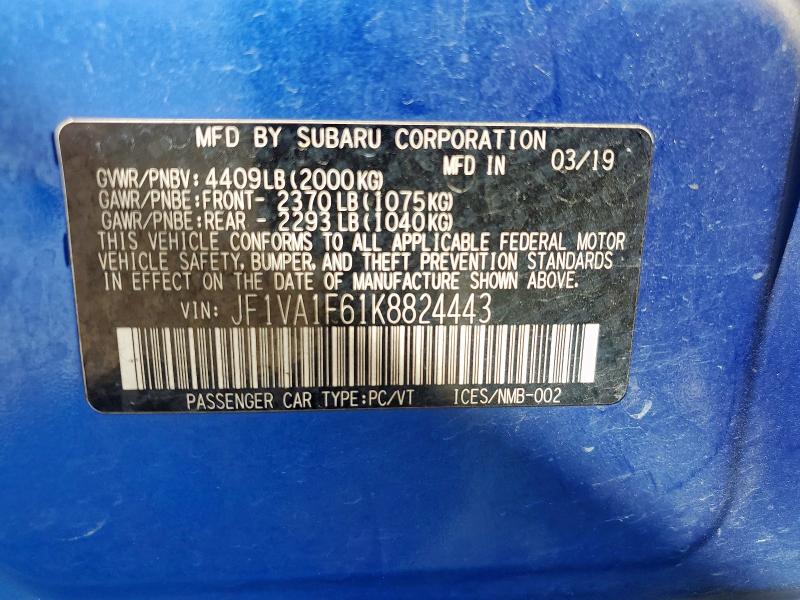 MFD BY SUBARU CORPORATION
MFD IN 03/19
GVWR/PNBV: 4409LB(2000KG)
GAWR/PNBE:FRONT- 2370LB(1075KG)
GAWR/PNBE:REAR - 2293LB(1040KG)
THIS VEHICLE CONFORMS TO ALL APPLICABLE FEDERAL MOTOR
VEHICLE SAFETY, BUMPER, AND THEFT PREVENTION STANDARDS
IN EFFECT ON THE DATE OF MANUFACTURE SHOWN ABOVE.
VIN: JF1VA1F61K8824443
PASSENGER CAR TYPE:PC/VT ICES/NMB-002